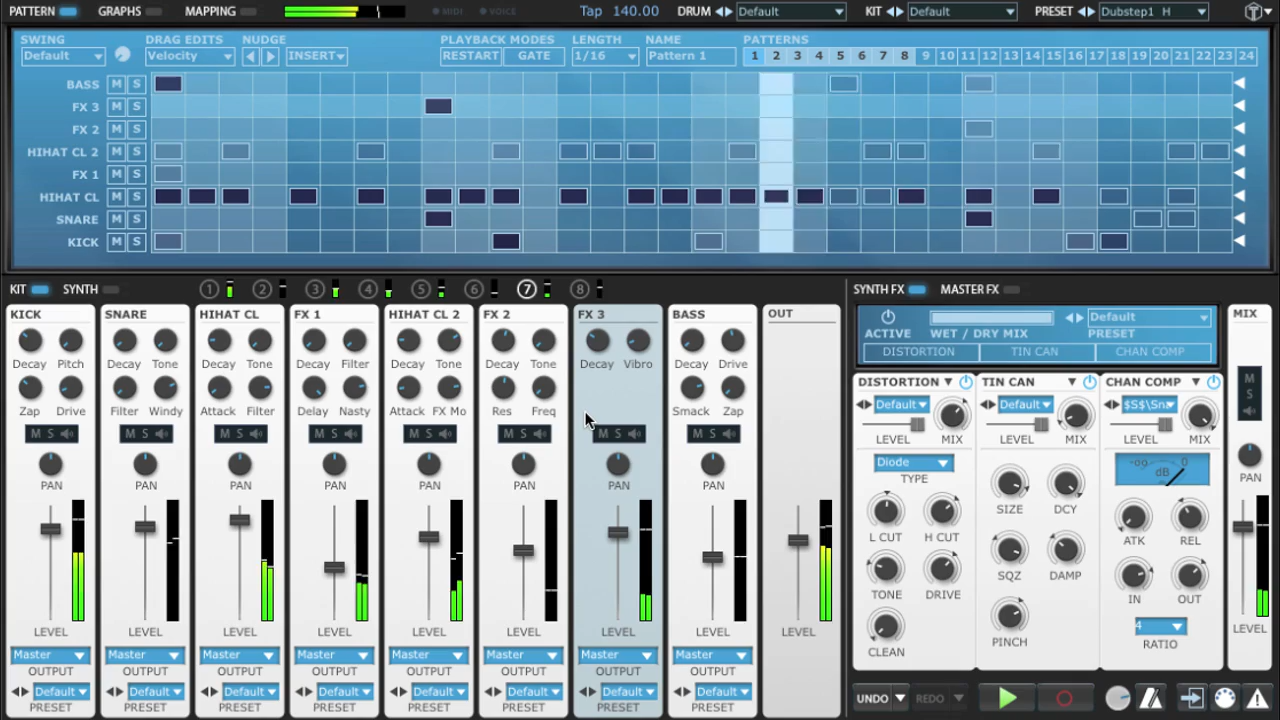 PATTERN GRAPHS MAPPING MIDI VOICE Tap 140.00 DRUM Default KIT Default PRESET Dubstep1 H
SWING DRAG EDITS NUDGE PLAYBACK MODES LENGTH NAME PATTERNS
Default Velocity INSERT RESTART GATE 1/16 Pattern 1 1 2 3 4 5 6 7 8 9 10 11 12 13 14 15 16 17 18 19 20 21 22 23 24
BASS M S
FX 3 M S
FX 2 M S
HIHAT CL 2 M S
FX 1 M S
HIHAT CL M S
SNARE M S
KICK M S
KIT SYNTH 1 2 3 4 5 6 7 8 SYNTH FX MASTER FX
KICK SNARE HIHAT CL FX 1 HIHAT CL 2 FX 2 FX 3 BASS OUT Default MIX
ACTIVE WET / DRY MIX PRESET
DISTORTION TIN CAN CHAN COMP
Decay Pitch Decay Tone Decay Tone Decay Filter Decay Tone Decay Tone Decay Vibro Decay Drive
DISTORTION TIN CAN CHAN COMP M
Zap Drive Filter Windy Attack Filter Delay Nasty Attack FX Mo Res Freq Smack Zap Default Default $S$\Sna S
M S M S M S M S M S M S M S M S LEVEL MIX LEVEL MIX LEVEL MIX
Diode -00 0
dB
PAN PAN PAN PAN PAN PAN PAN PAN TYPE PAN
SIZE DCY
L CUT H CUT ATK REL
SQZ DAMP
TONE DRIVE IN OUT
LEVEL LEVEL LEVEL LEVEL LEVEL LEVEL LEVEL LEVEL LEVEL 4 LEVEL
PINCH RATIO
Master Master Master Master Master Master Master Master CLEAN
OUTPUT OUTPUT OUTPUT OUTPUT OUTPUT OUTPUT OUTPUT OUTPUT
Default Default Default Default Default Default Default Default UNDO REDO
PRESET PRESET PRESET PRESET PRESET PRESET PRESET PRESET